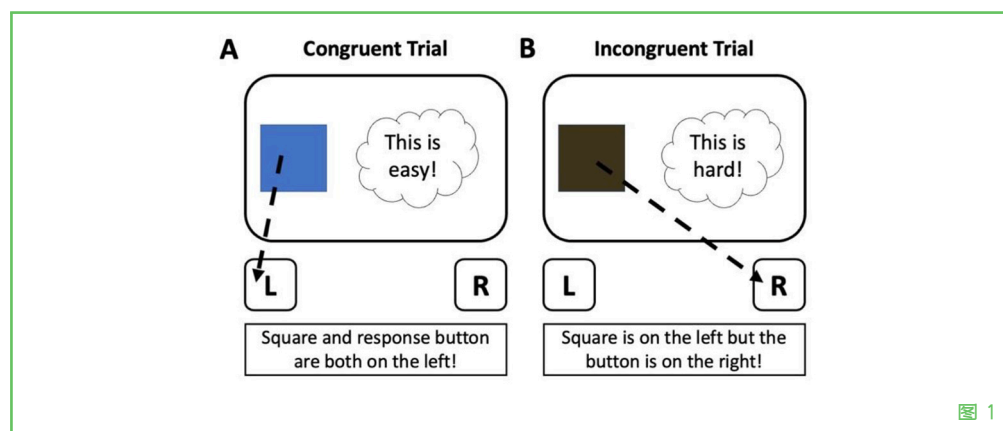 A Congruent Trial
This is
easy!
L
R
Square and response button
are both on the left!
B Incongruent Trial
This is
hard!
L
R
Square is on the left but the
button is on the right!
图 1